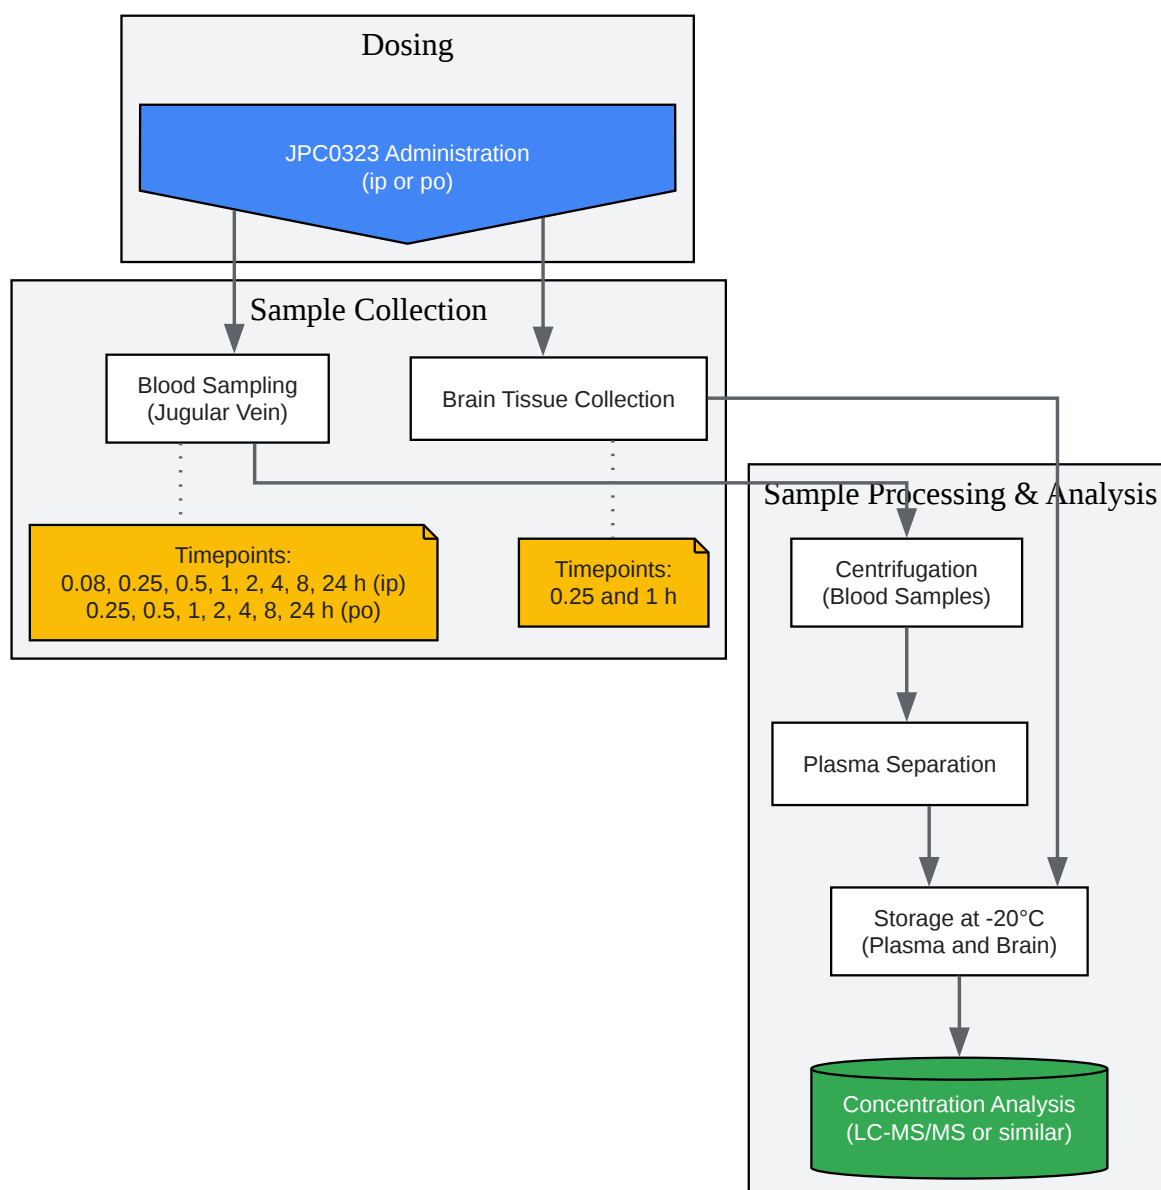 Dosing
JPC0323 Administration
(ip or po)
Sample Collection
Blood Sampling
(Jugular Vein)
Brain Tissue Collection
Timepoints:
0.08, 0.25, 0.5, 1, 2, 4, 8, 24 h (ip)
0.25, 0.5, 1, 2, 4, 8, 24 h (po)
Timepoints:
0.25 and 1 h
Sample Processing & Analysis
Centrifugation
(Blood Samples)
Plasma Separation
Storage at -20°C
(Plasma and Brain)
Concentration Analysis
(LC-MS/MS or similar)